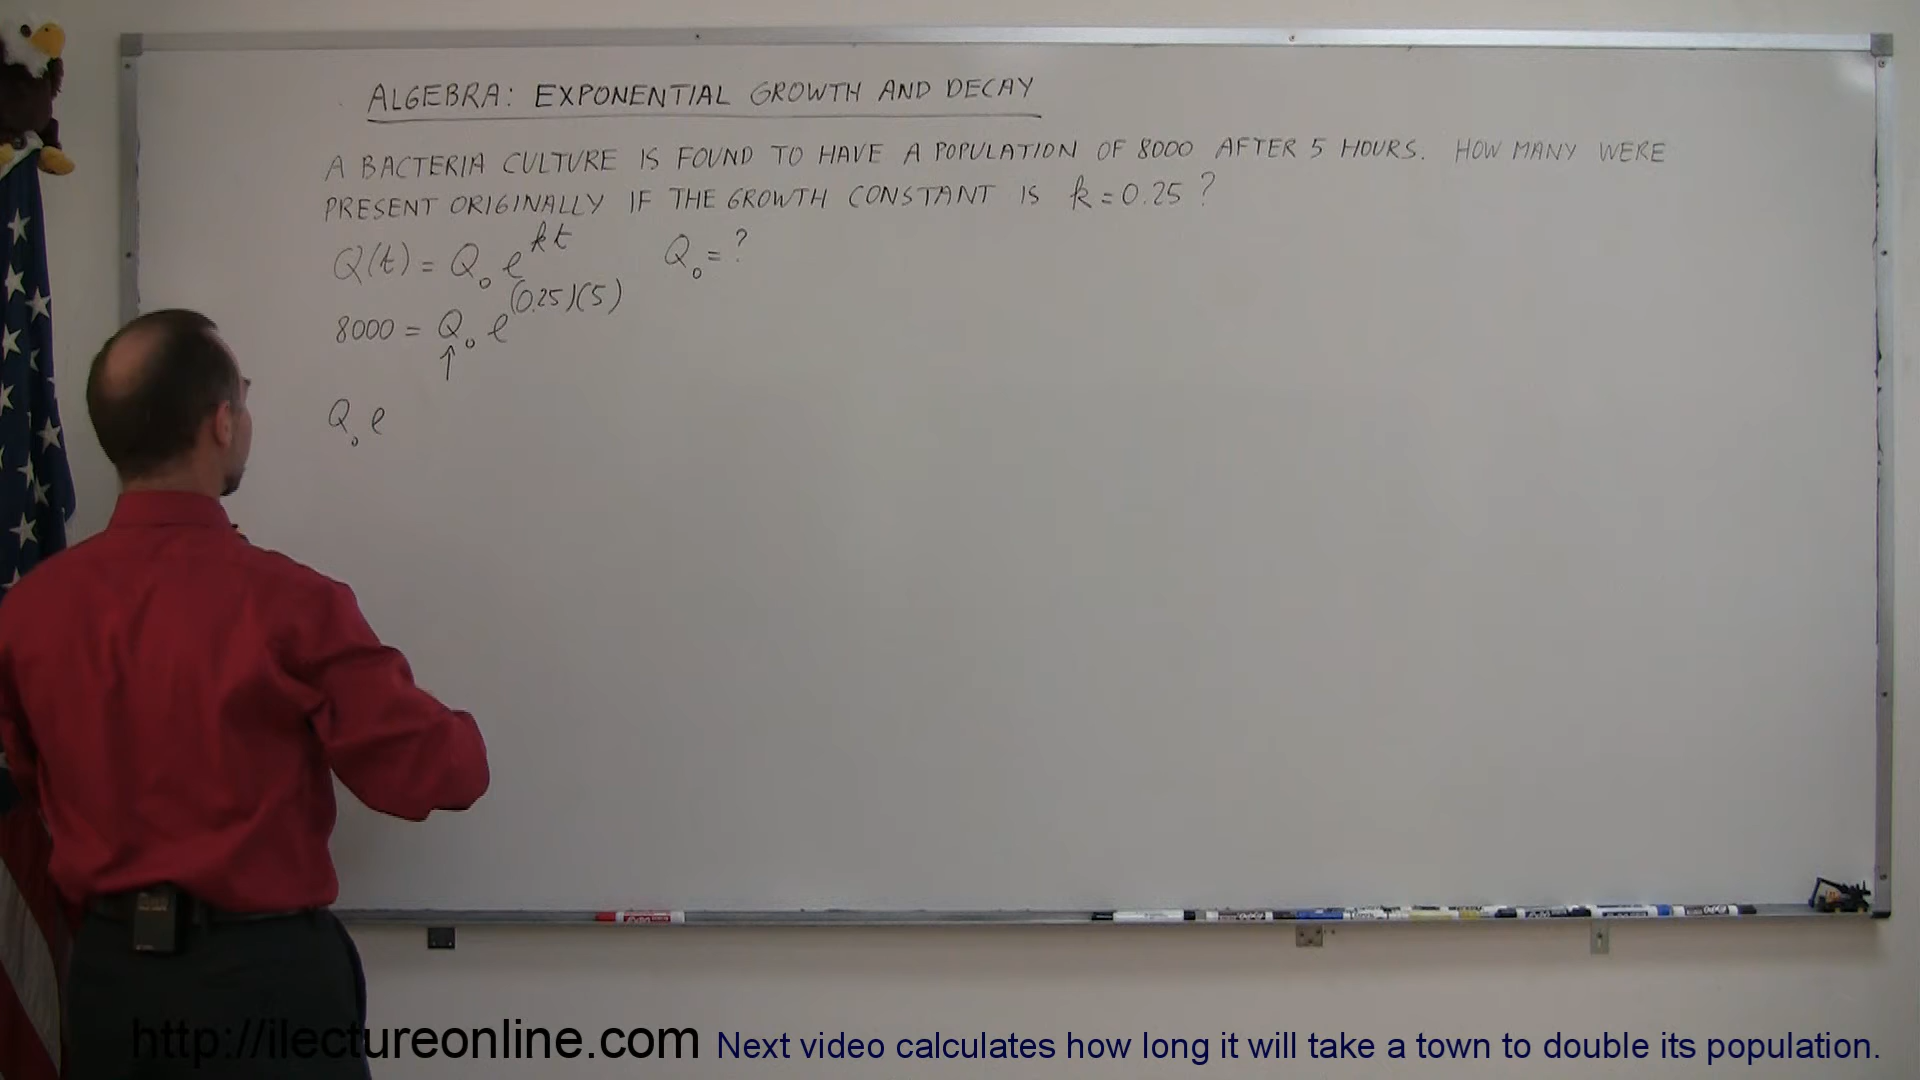 ALGEBRA: EXPONENTIAL GROWTH AND DECAY
A BACTERIA CULTURE IS FOUND TO HAVE A POPULATION OF 8000 AFTER 5 HOURS. HOW MANY WERE
PRESENT ORIGINALLY IF THE GROWTH CONSTANT IS k = 0.25 ?
Q(t) = Q₀ e^kt Q₀ = ?
8000 = Q₀ e^(0.25)(5)
↑
Q₀ e
http://ilectureonline.com Next video calculates how long it will take a town to double its population.